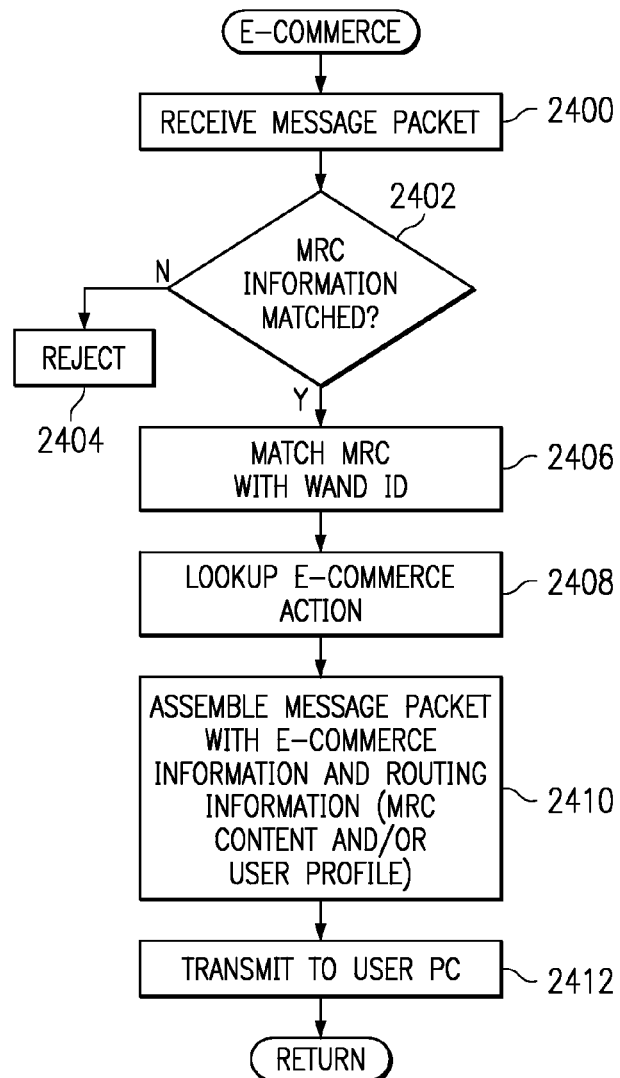 E-COMMERCE
RECEIVE MESSAGE PACKET
2400
2402
MRC
INFORMATION
MATCHED?
N
REJECT
2404
Y
MATCH MRC
WITH WAND ID
2406
LOOKUP E-COMMERCE
ACTION
2408
ASSEMBLE MESSAGE PACKET
WITH E-COMMERCE
INFORMATION AND ROUTING
INFORMATION (MRC
CONTENT AND/OR
USER PROFILE)
2410
TRANSMIT TO USER PC
2412
RETURN